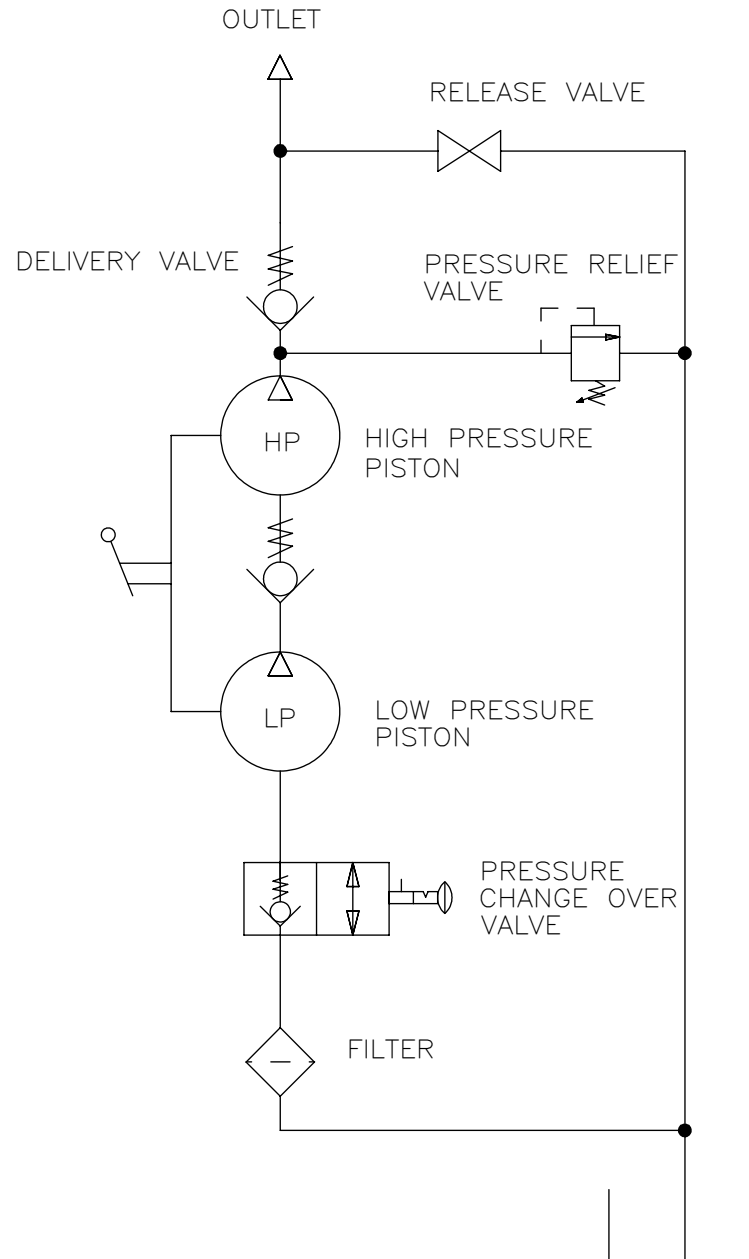 OUTLET
RELEASE VALVE
DELIVERY VALVE
PRESSURE RELIEF
VALVE
HP
HIGH PRESSURE
PISTON
LP
LOW PRESSURE
PISTON
PRESSURE
CHANGE OVER
VALVE
FILTER